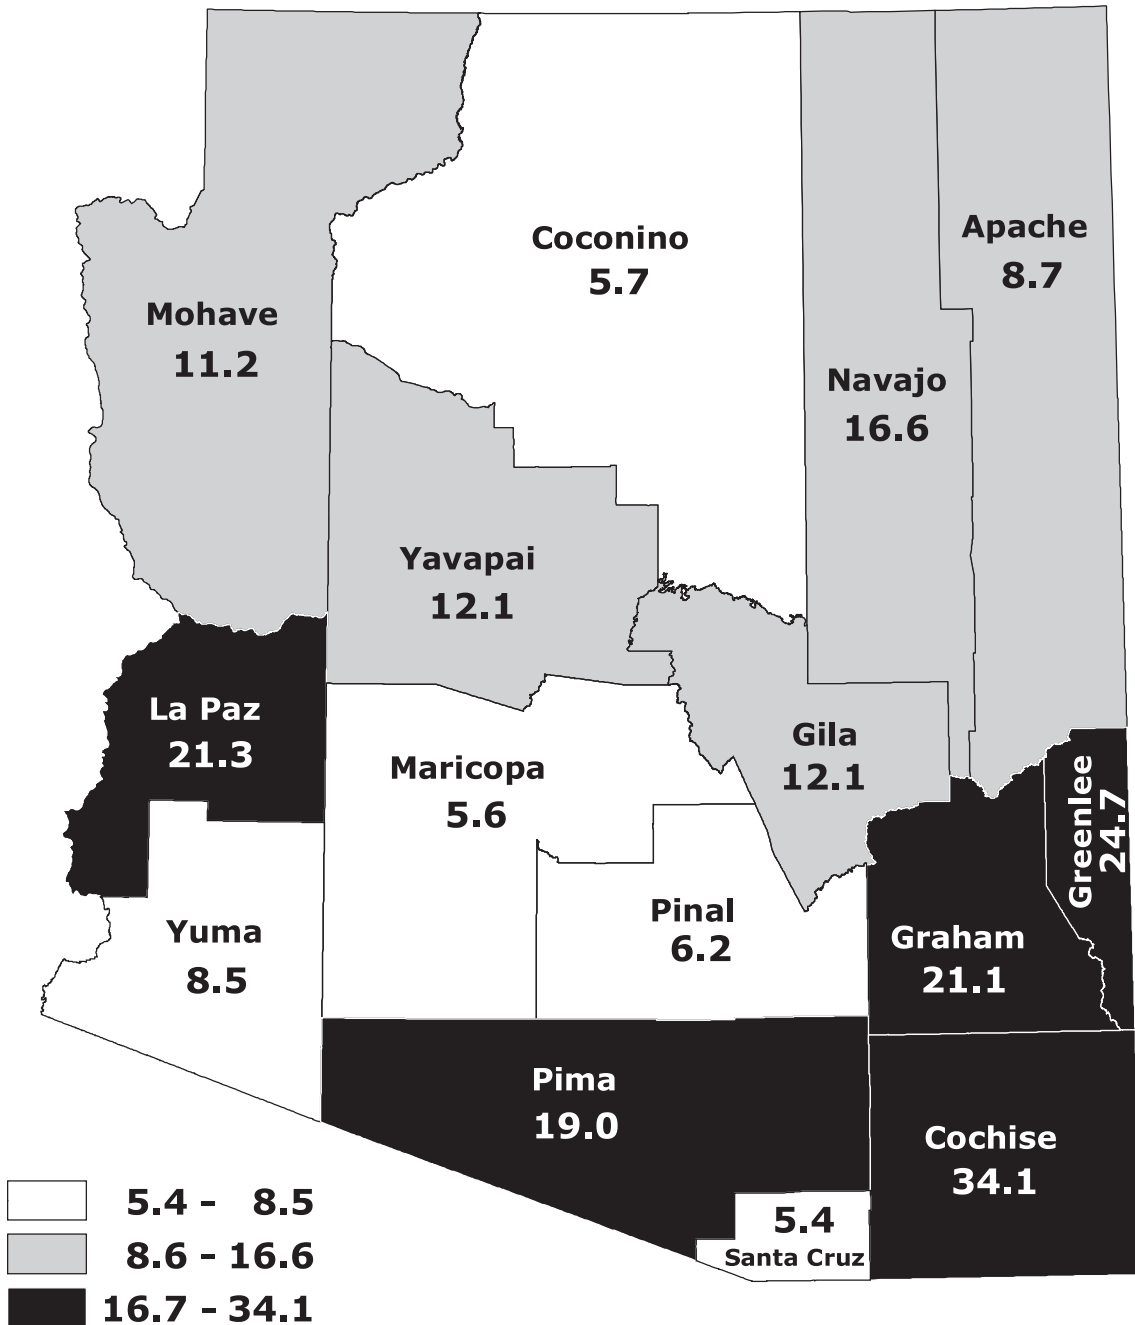 Apache
8.7
Coconino
5.7
Mohave
11.2
Navajo
16.6
Yavapai
12.1
La Paz
21.3
Gila
12.1
Maricopa
5.6
Greenlee
24.7
Pinal
6.2
Yuma
8.5
Graham
21.1
Pima
19.0
Cochise
34.1
5.4
Santa Cruz
5.4 - 8.5
8.6 - 16.6
16.7 - 34.1